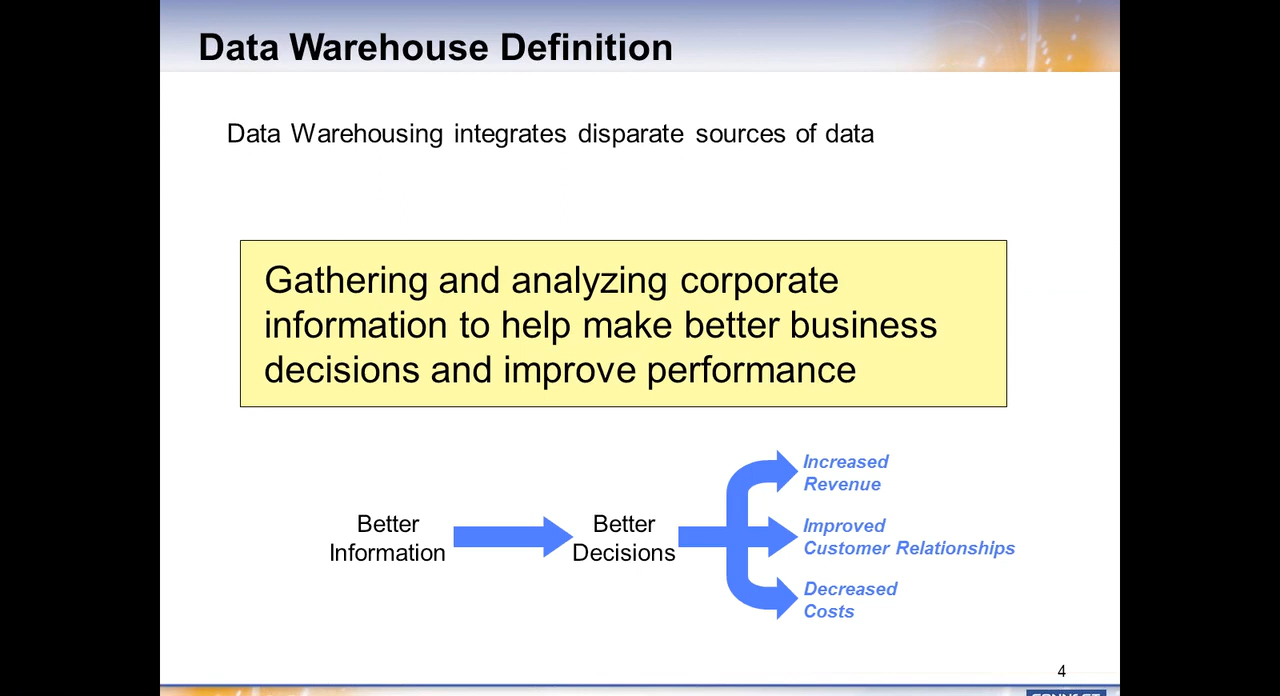 Data Warehouse Definition
Data Warehousing integrates disparate sources of data
Gathering and analyzing corporate
information to help make better business
decisions and improve performance
Better
Information
Better
Decisions
Increased
Revenue
Improved
Customer Relationships
Decreased
Costs
4